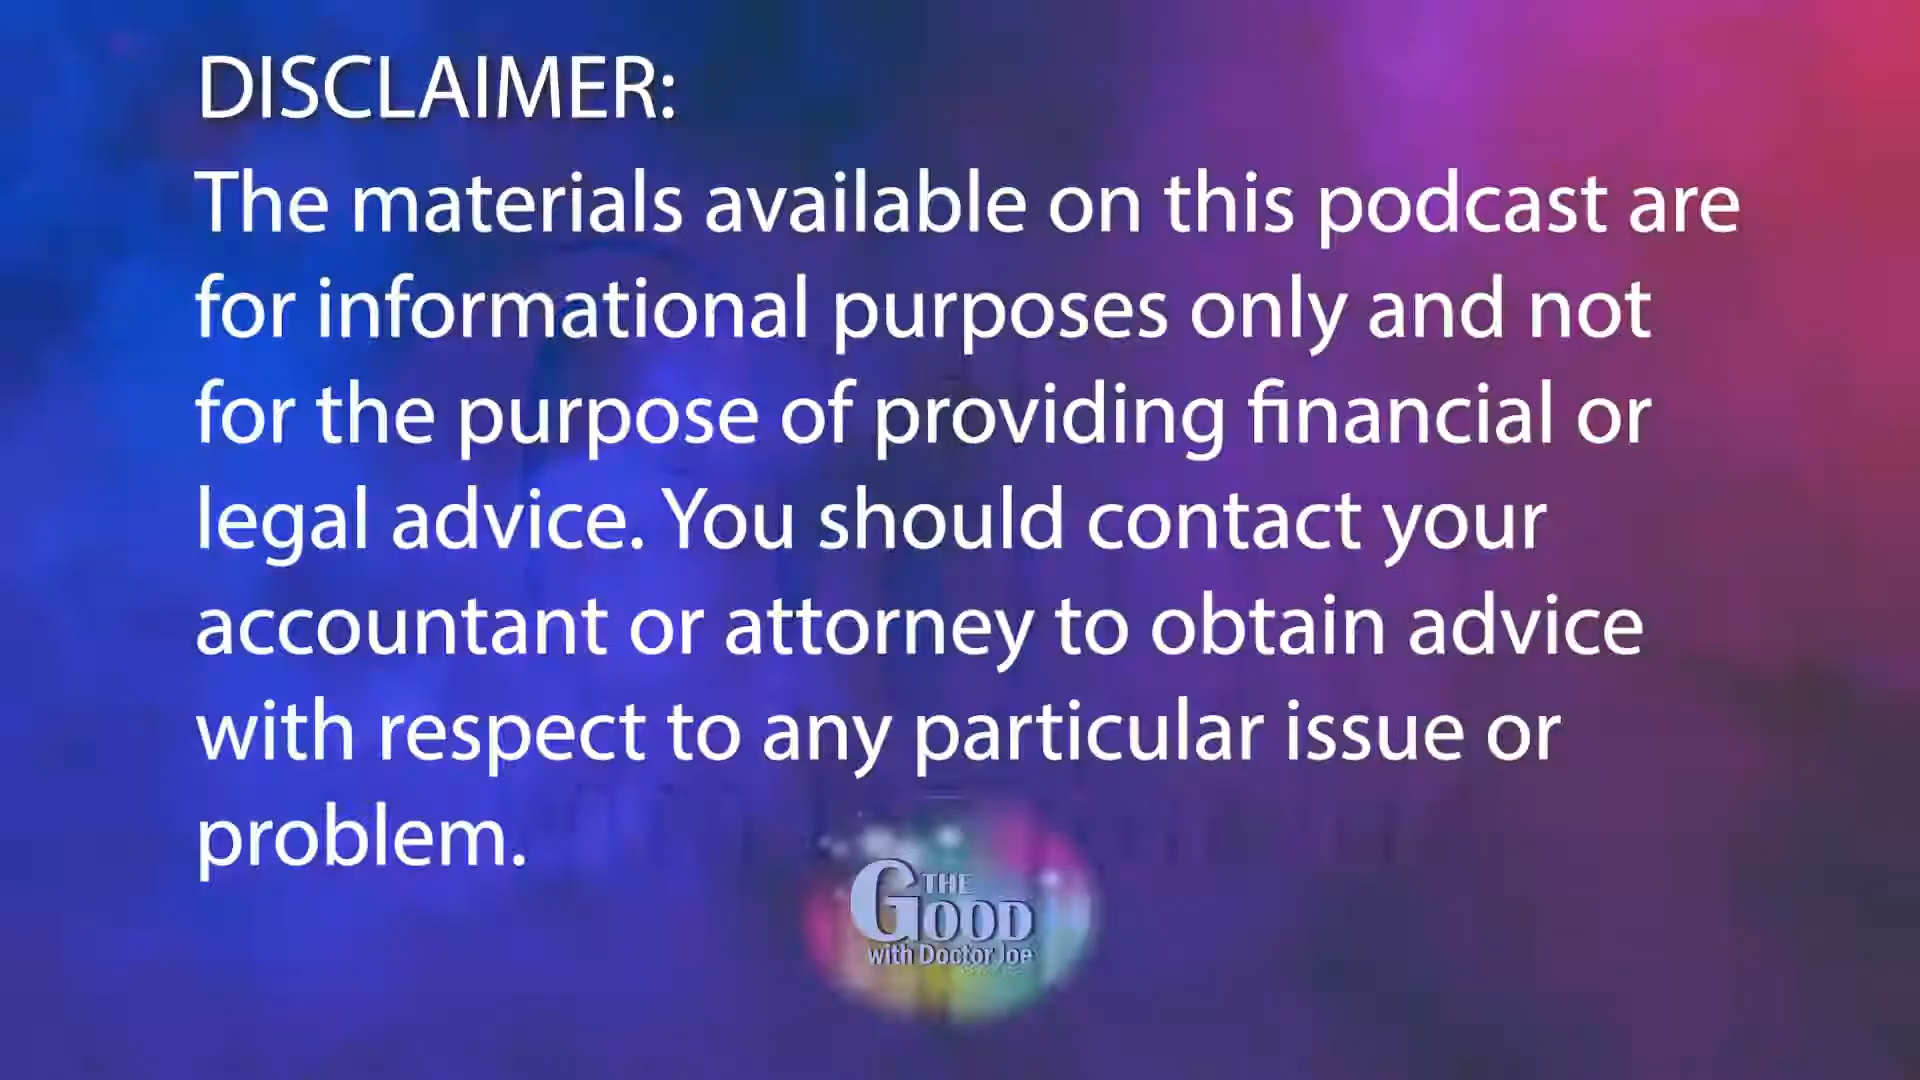 DISCLAIMER:
The materials available on this podcast are
for informational purposes only and not
for the purpose of providing financial or
legal advice. You should contact your
accountant or attorney to obtain advice
with respect to any particular issue or
problem.
THE
GOOD
with Doctor Joe